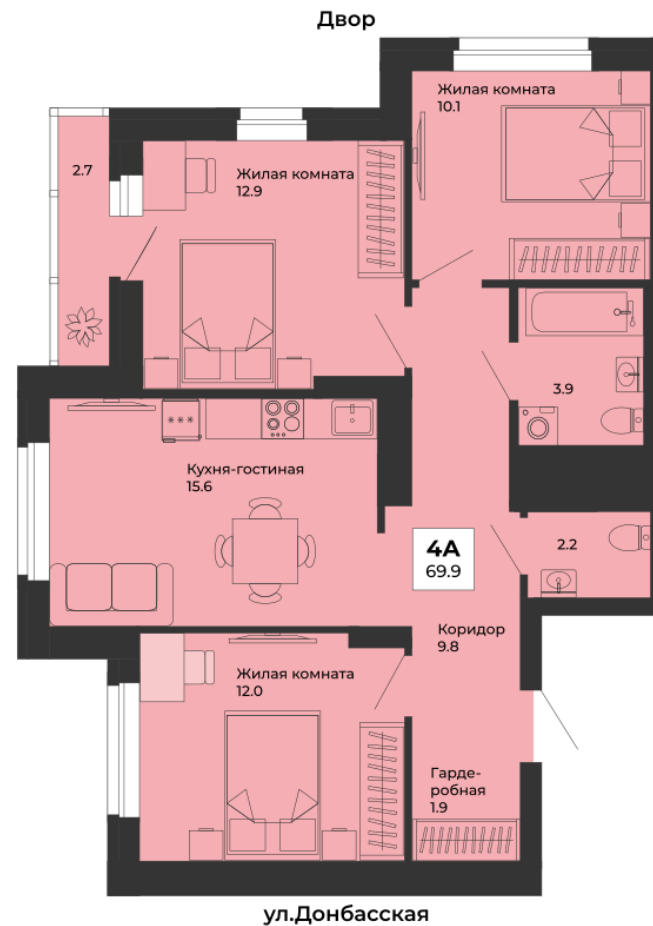 Двор
Жилая комната
10.1
2.7
Жилая комната
12.9
3.9
Кухня-гостиная
15.6
4А
69.9
2.2
Коридор
9.8
Жилая комната
12.0
Гарде-
робная
1.9
ул.Донбасская